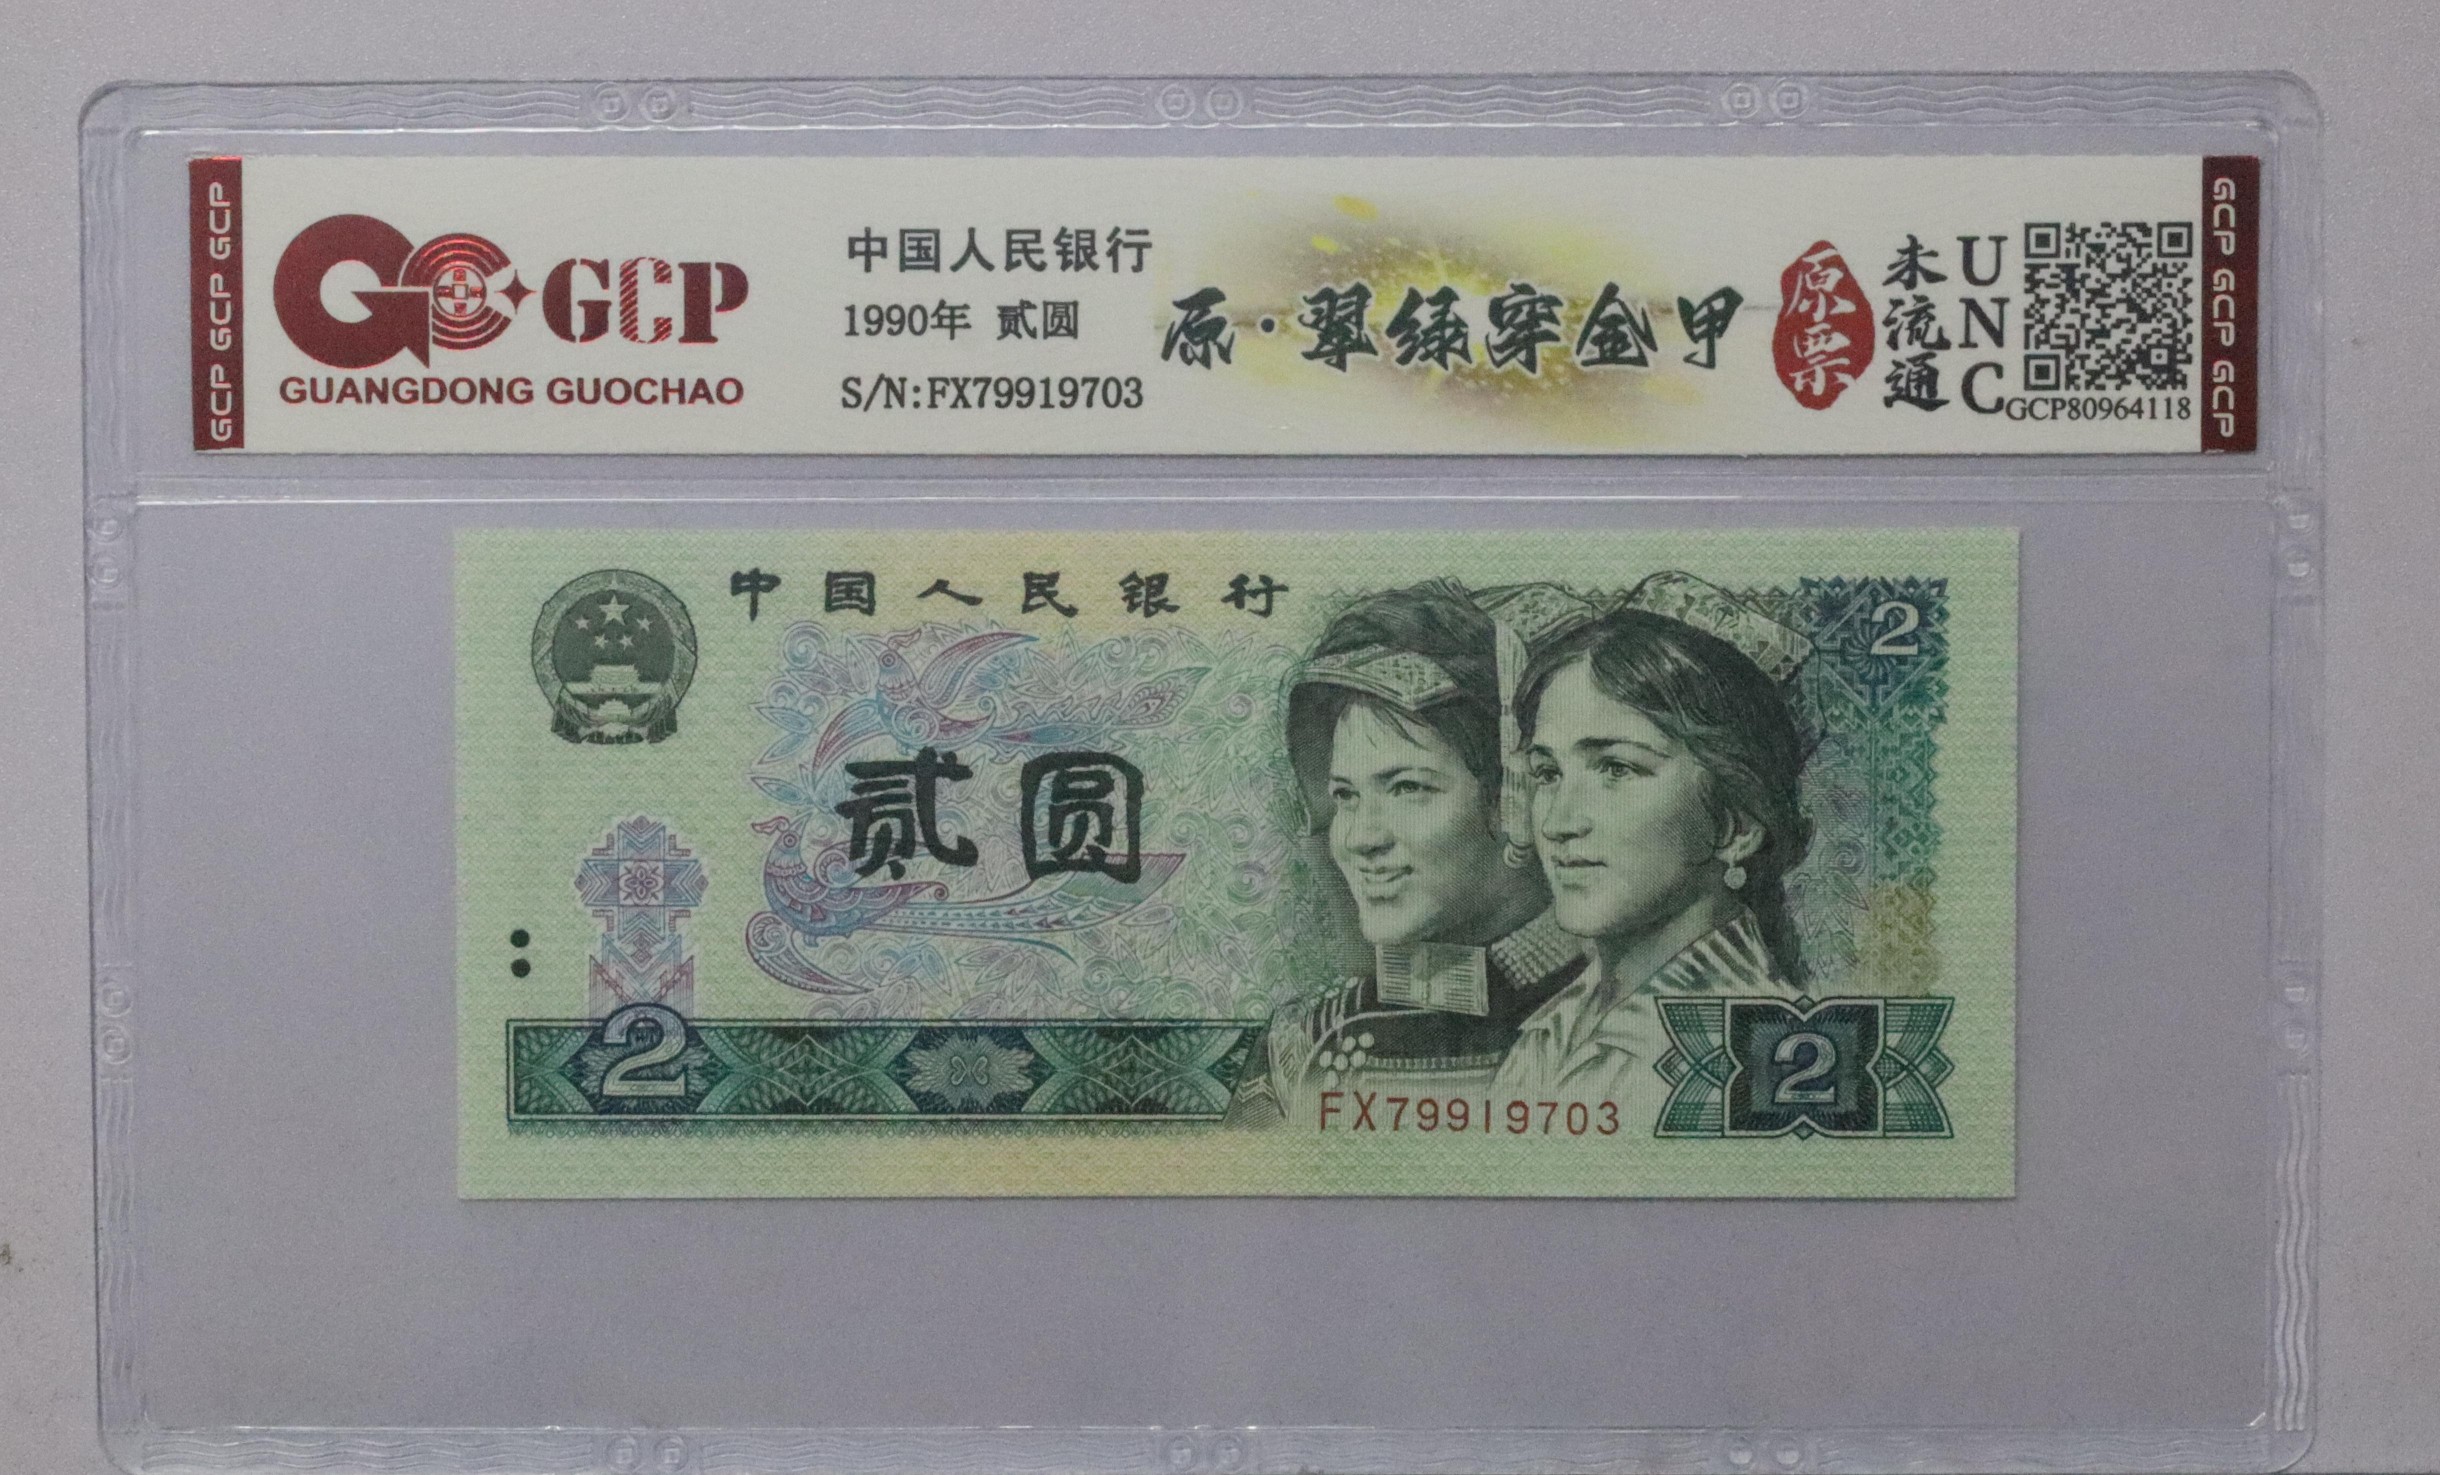 GCP GCP GCP
GCP
GUANGDONG GUOCHAO
中国人民银行
1990年 贰圆
S/N:FX79919703
原·翠绿穿金甲
原票
未流通
UNC
GCP80964118
GCP GCP GCP
中国人民银行
2
贰圆
2
FX79919703
2